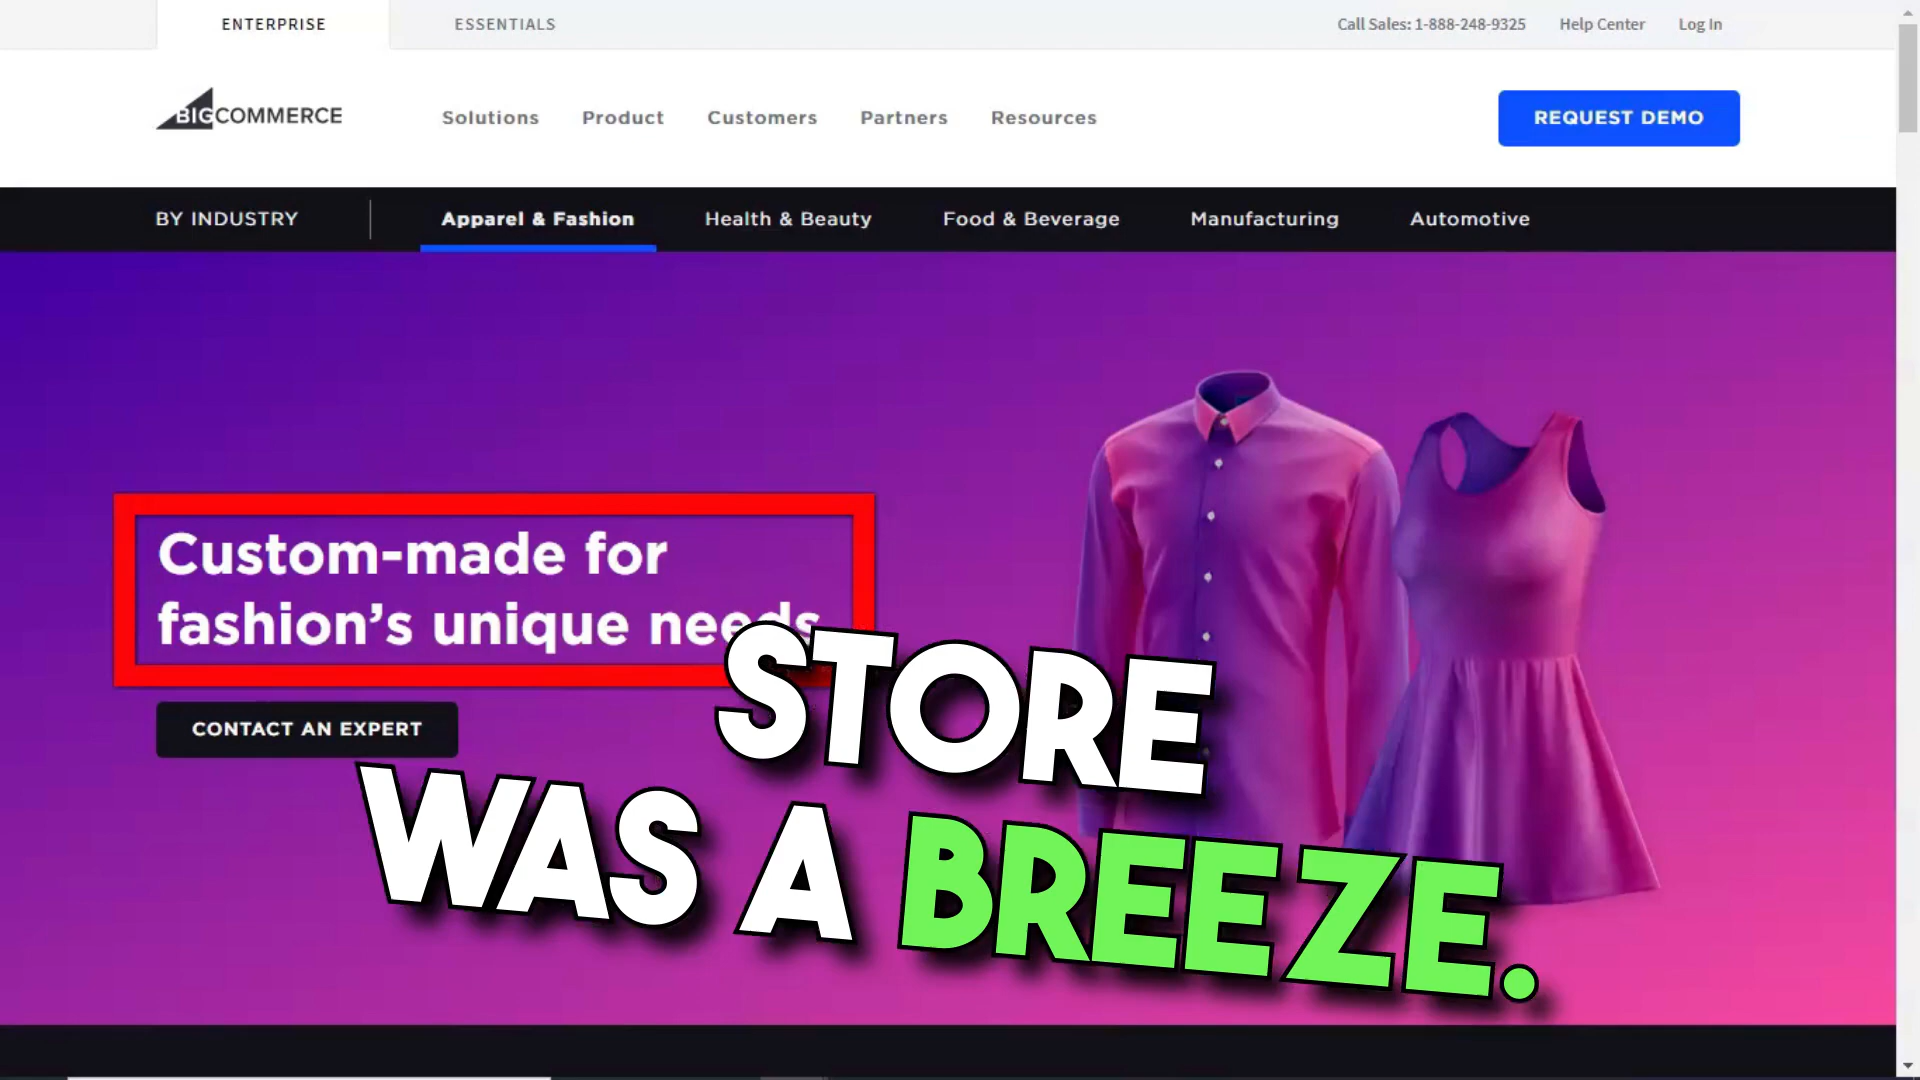 ENTERPRISE
ESSENTIALS
Call Sales: 1-888-248-9325
Help Center
Log In
BIGCOMMERCE
Solutions
Product
Customers
Partners
Resources
REQUEST DEMO
BY INDUSTRY
Apparel & Fashion
Health & Beauty
Food & Beverage
Manufacturing
Automotive
Custom-made for
fashion's unique needs
CONTACT AN EXPERT
STORE
WAS A BREEZE.